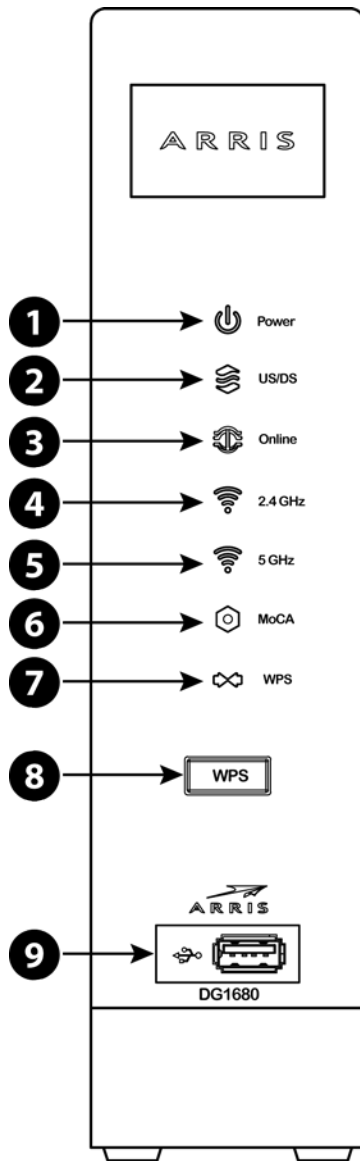 ARRIS
1 Power
2 US/DS
3 Online
4 2.4 GHz
5 5 GHz
6 MoCA
7 WPS
8 WPS
ARRIS
9
DG1680